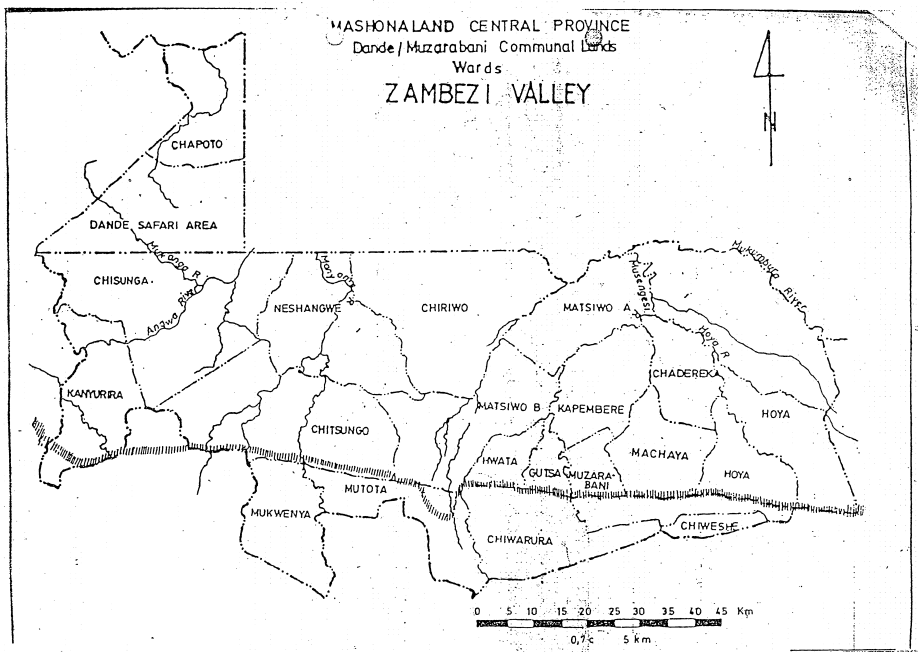 MASHONALAND CENTRAL PROVINCE
Dande/Muzarabani Communal Lands
Wards
ZAMBEZI VALLEY
N
CHAPOTO
DANDE SAFARI AREA
Mukanga R.
Mukumbura River
CHISUNGA
Angwa River
NESHANGWE
CHIRIWO
MATSIWO A
Musengesi R
Hoya R
CHADEREKA
KANYURIRA
MATSIWO B
KAPEMBERE
HOYA
CHITSUNGO
HWATA
GUTSA
MUZARA-
BANI
MACHAYA
HOYA
MUTOTA
MUKWENYA
CHIWARURA
CHIWESHE
0 5 10 15 20 25 30 35 40 45 Km
5 km